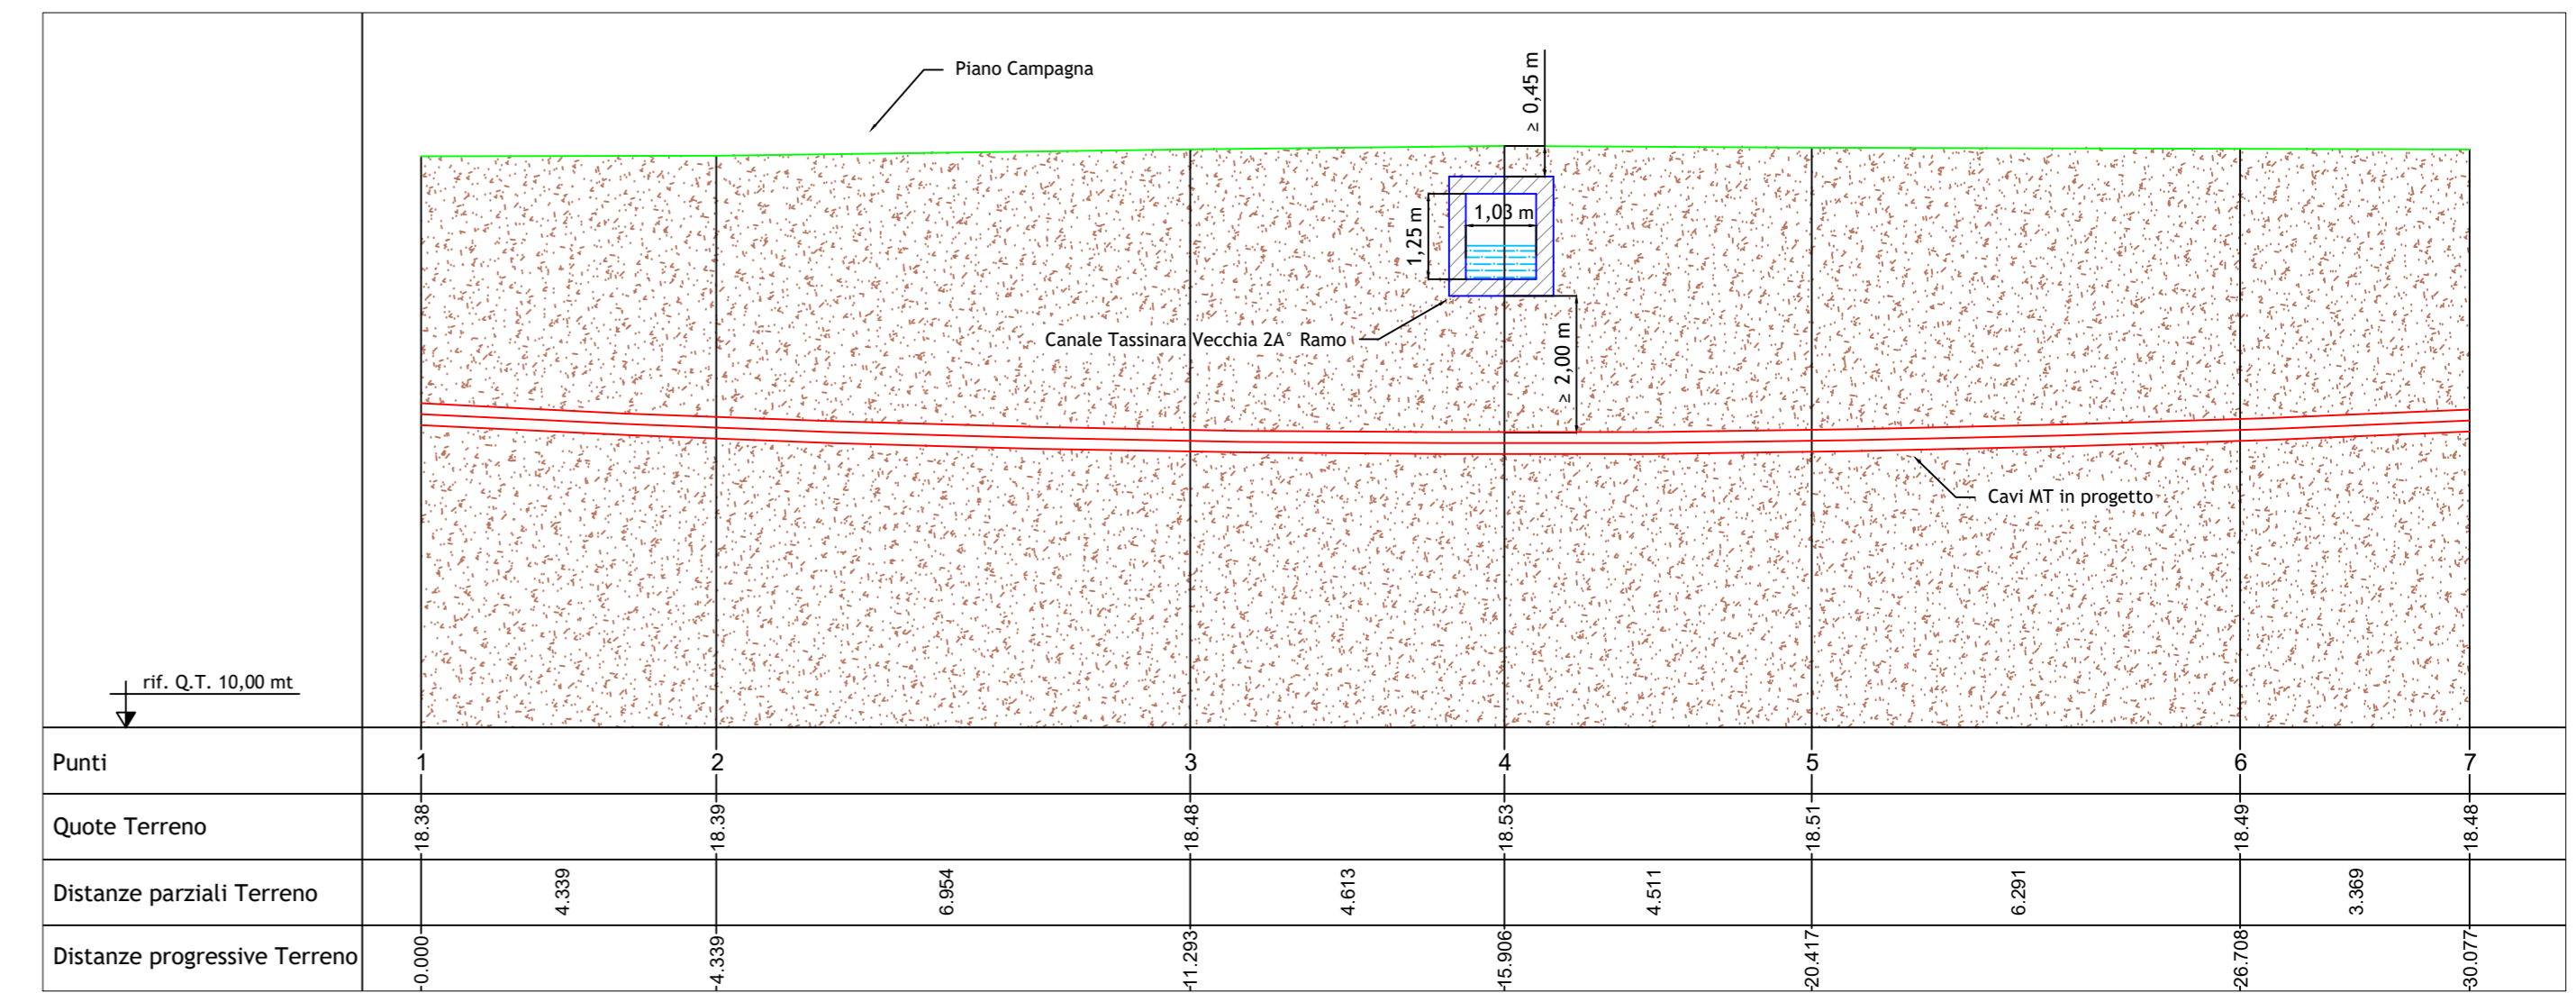 Piano Campagna
≥ 0,45 m
1,03 m
1,25 m
Canale Tassinara Vecchia 2A° Ramo
≥ 2,00 m
Cavi MT in progetto
rif. Q.T. 10,00 mt
Punti 1 2 3 4 5 6 7
Quote Terreno 18.38 18.39 18.48 18.53 18.51 18.49 18.48
Distanze parziali Terreno 4.339 6.954 4.613 4.511 6.291 3.369
Distanze progressive Terreno 0.000 4.339 11.293 15.906 20.417 26.708 30.077